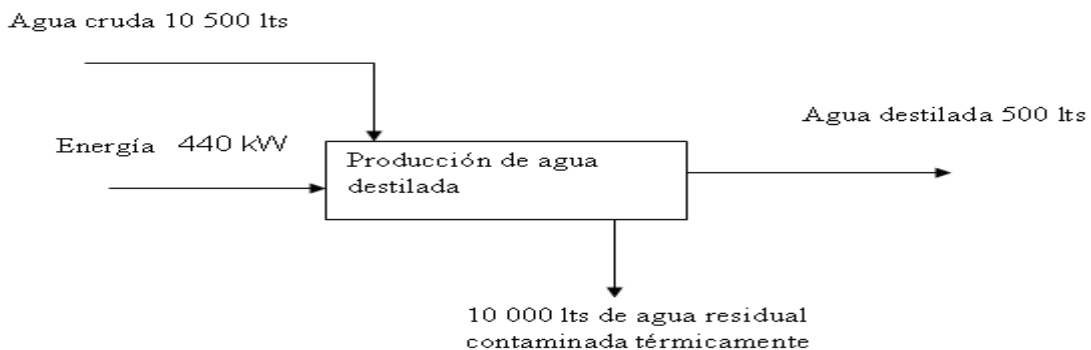 Agua cruda 10 500 lts
Agua destilada 500 lts
Energía 440 kW
Producción de agua
destilada
10 000 lts de agua residual
contaminada térmicamente